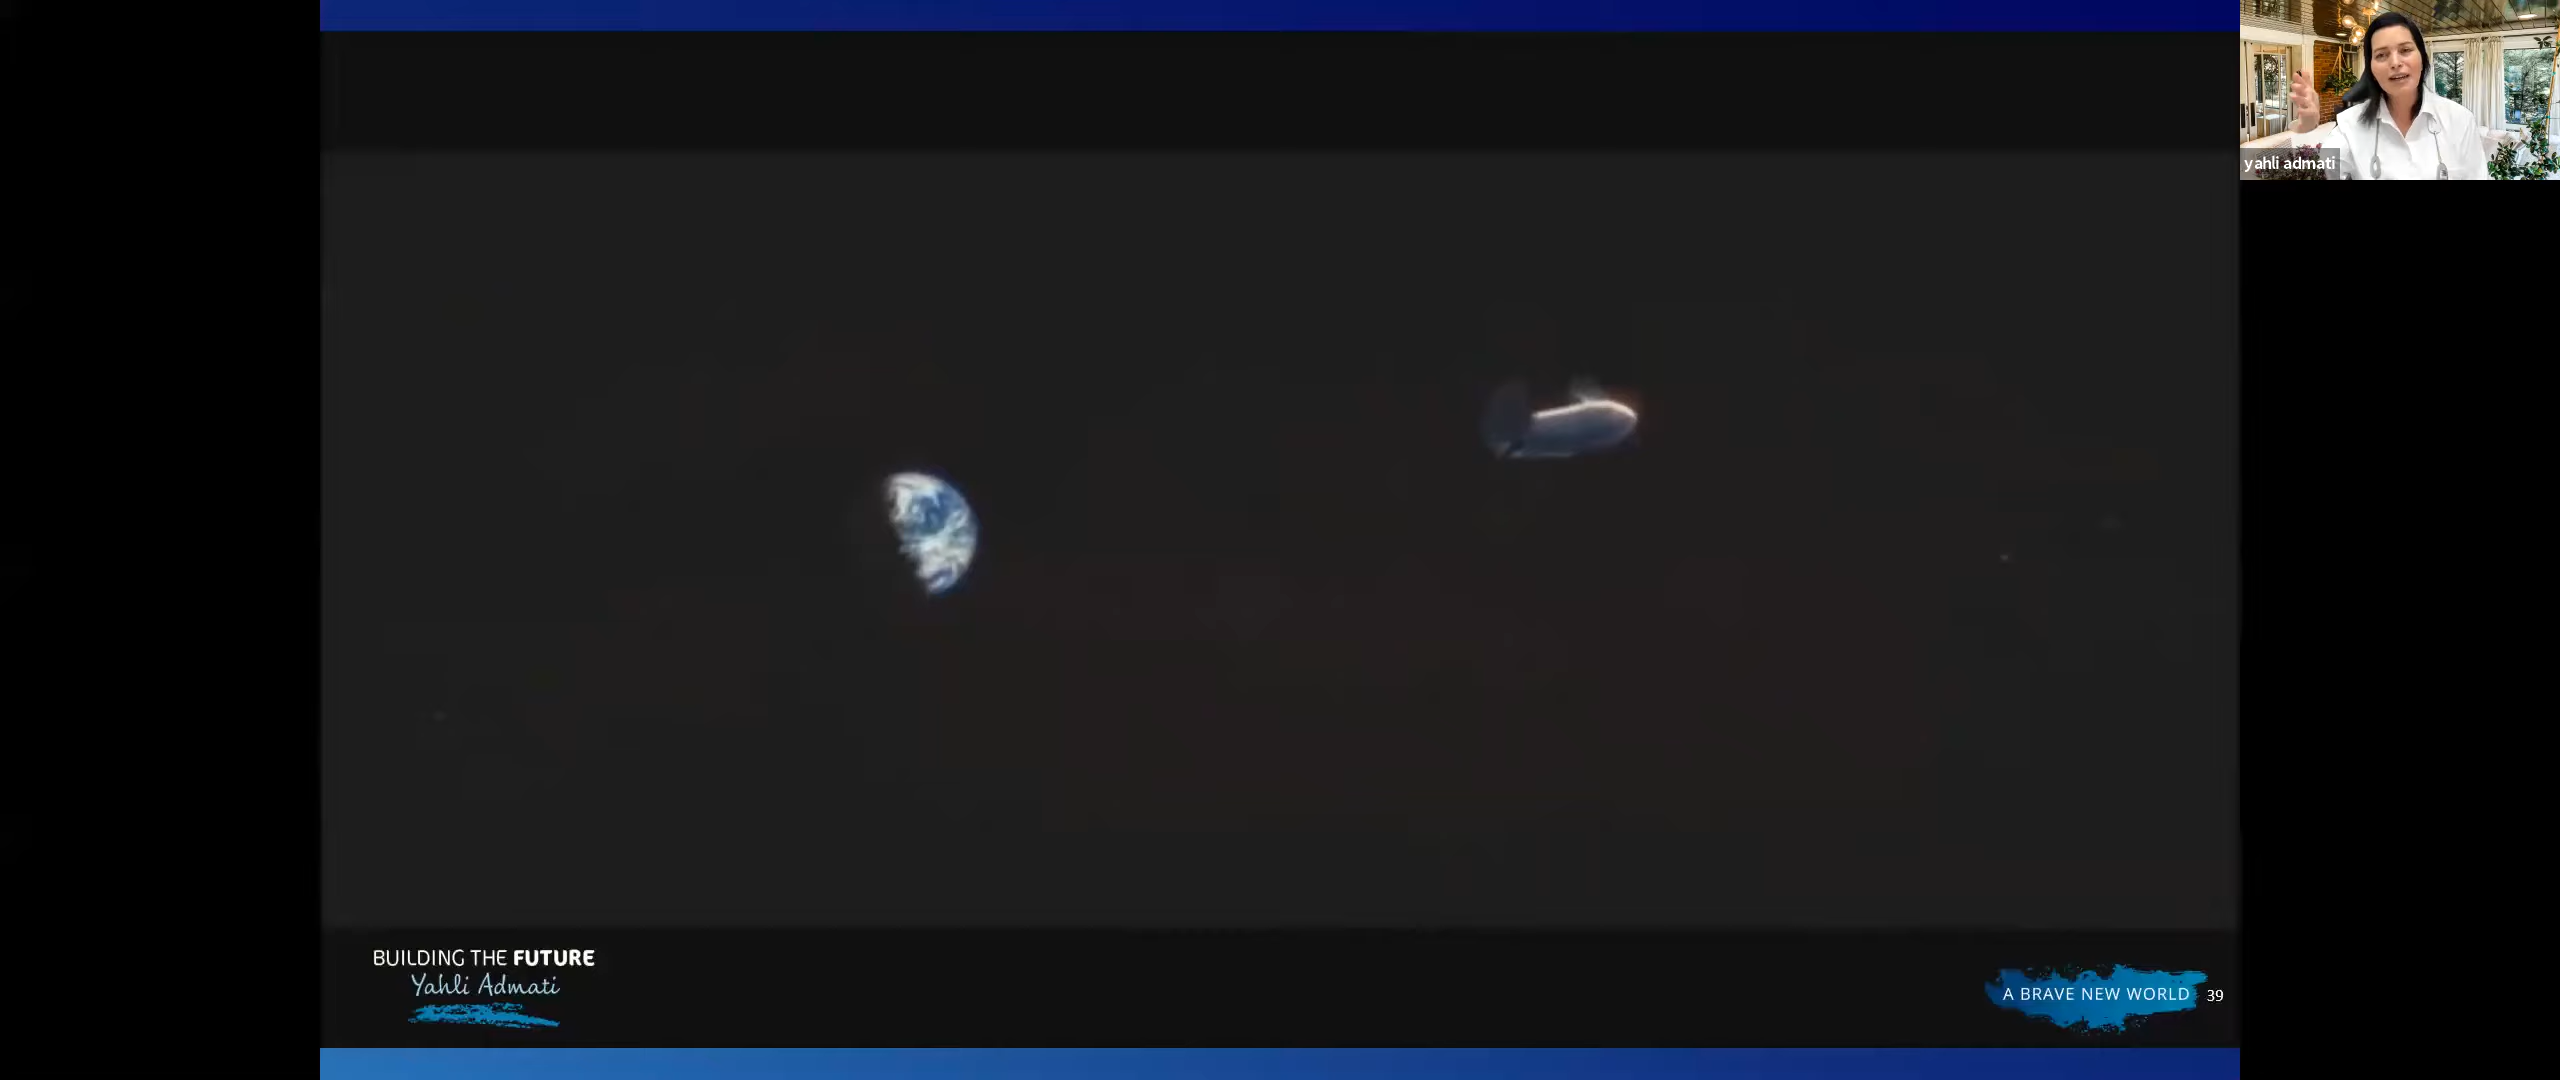 yahli admati
BUILDING THE FUTURE
Yahli Admati
A BRAVE NEW WORLD 39